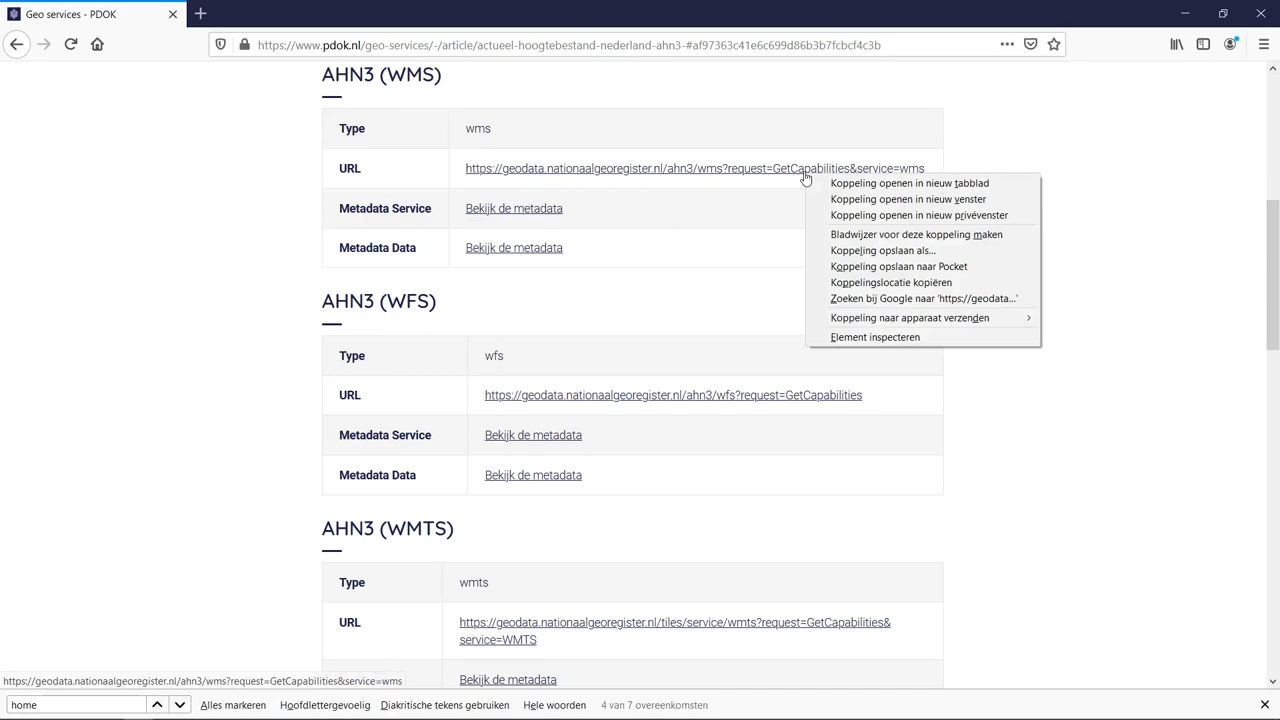 Geo services - PDOK
https://www.pdok.nl/geo-services/-/article/actueel-hoogtebestand-nederland-ahn3-#af97363c41e6c699d86b3b7fcbcf4c3b
AHN3 (WMS)
Type wms
URL https://geodata.nationaalgeoregister.nl/ahn3/wms?request=GetCapabilities&service=wms
Metadata Service Bekijk de metadata
Metadata Data Bekijk de metadata
Koppeling openen in nieuw tabblad
Koppeling openen in nieuw venster
Koppeling openen in nieuw privévenster
Bladwijzer voor deze koppeling maken
Koppeling opslaan als...
Koppeling opslaan naar Pocket
Koppelingslocatie kopiëren
Zoeken bij Google naar 'https://geodata...'
Koppeling naar apparaat verzenden
Element inspecteren
AHN3 (WFS)
Type wfs
URL https://geodata.nationaalgeoregister.nl/ahn3/wfs?request=GetCapabilities
Metadata Service Bekijk de metadata
Metadata Data Bekijk de metadata
AHN3 (WMTS)
Type wmts
URL https://geodata.nationaalgeoregister.nl/tiles/service/wmts?request=GetCapabilities&
service=WMTS
Bekijk de metadata
https://geodata.nationaalgeoregister.nl/ahn3/wms?request=GetCapabilities&service=wms
home Alles markeren Hoofdlettergevoelig Diakritische tekens gebruiken Hele woorden 4 van 7 overeenkomsten